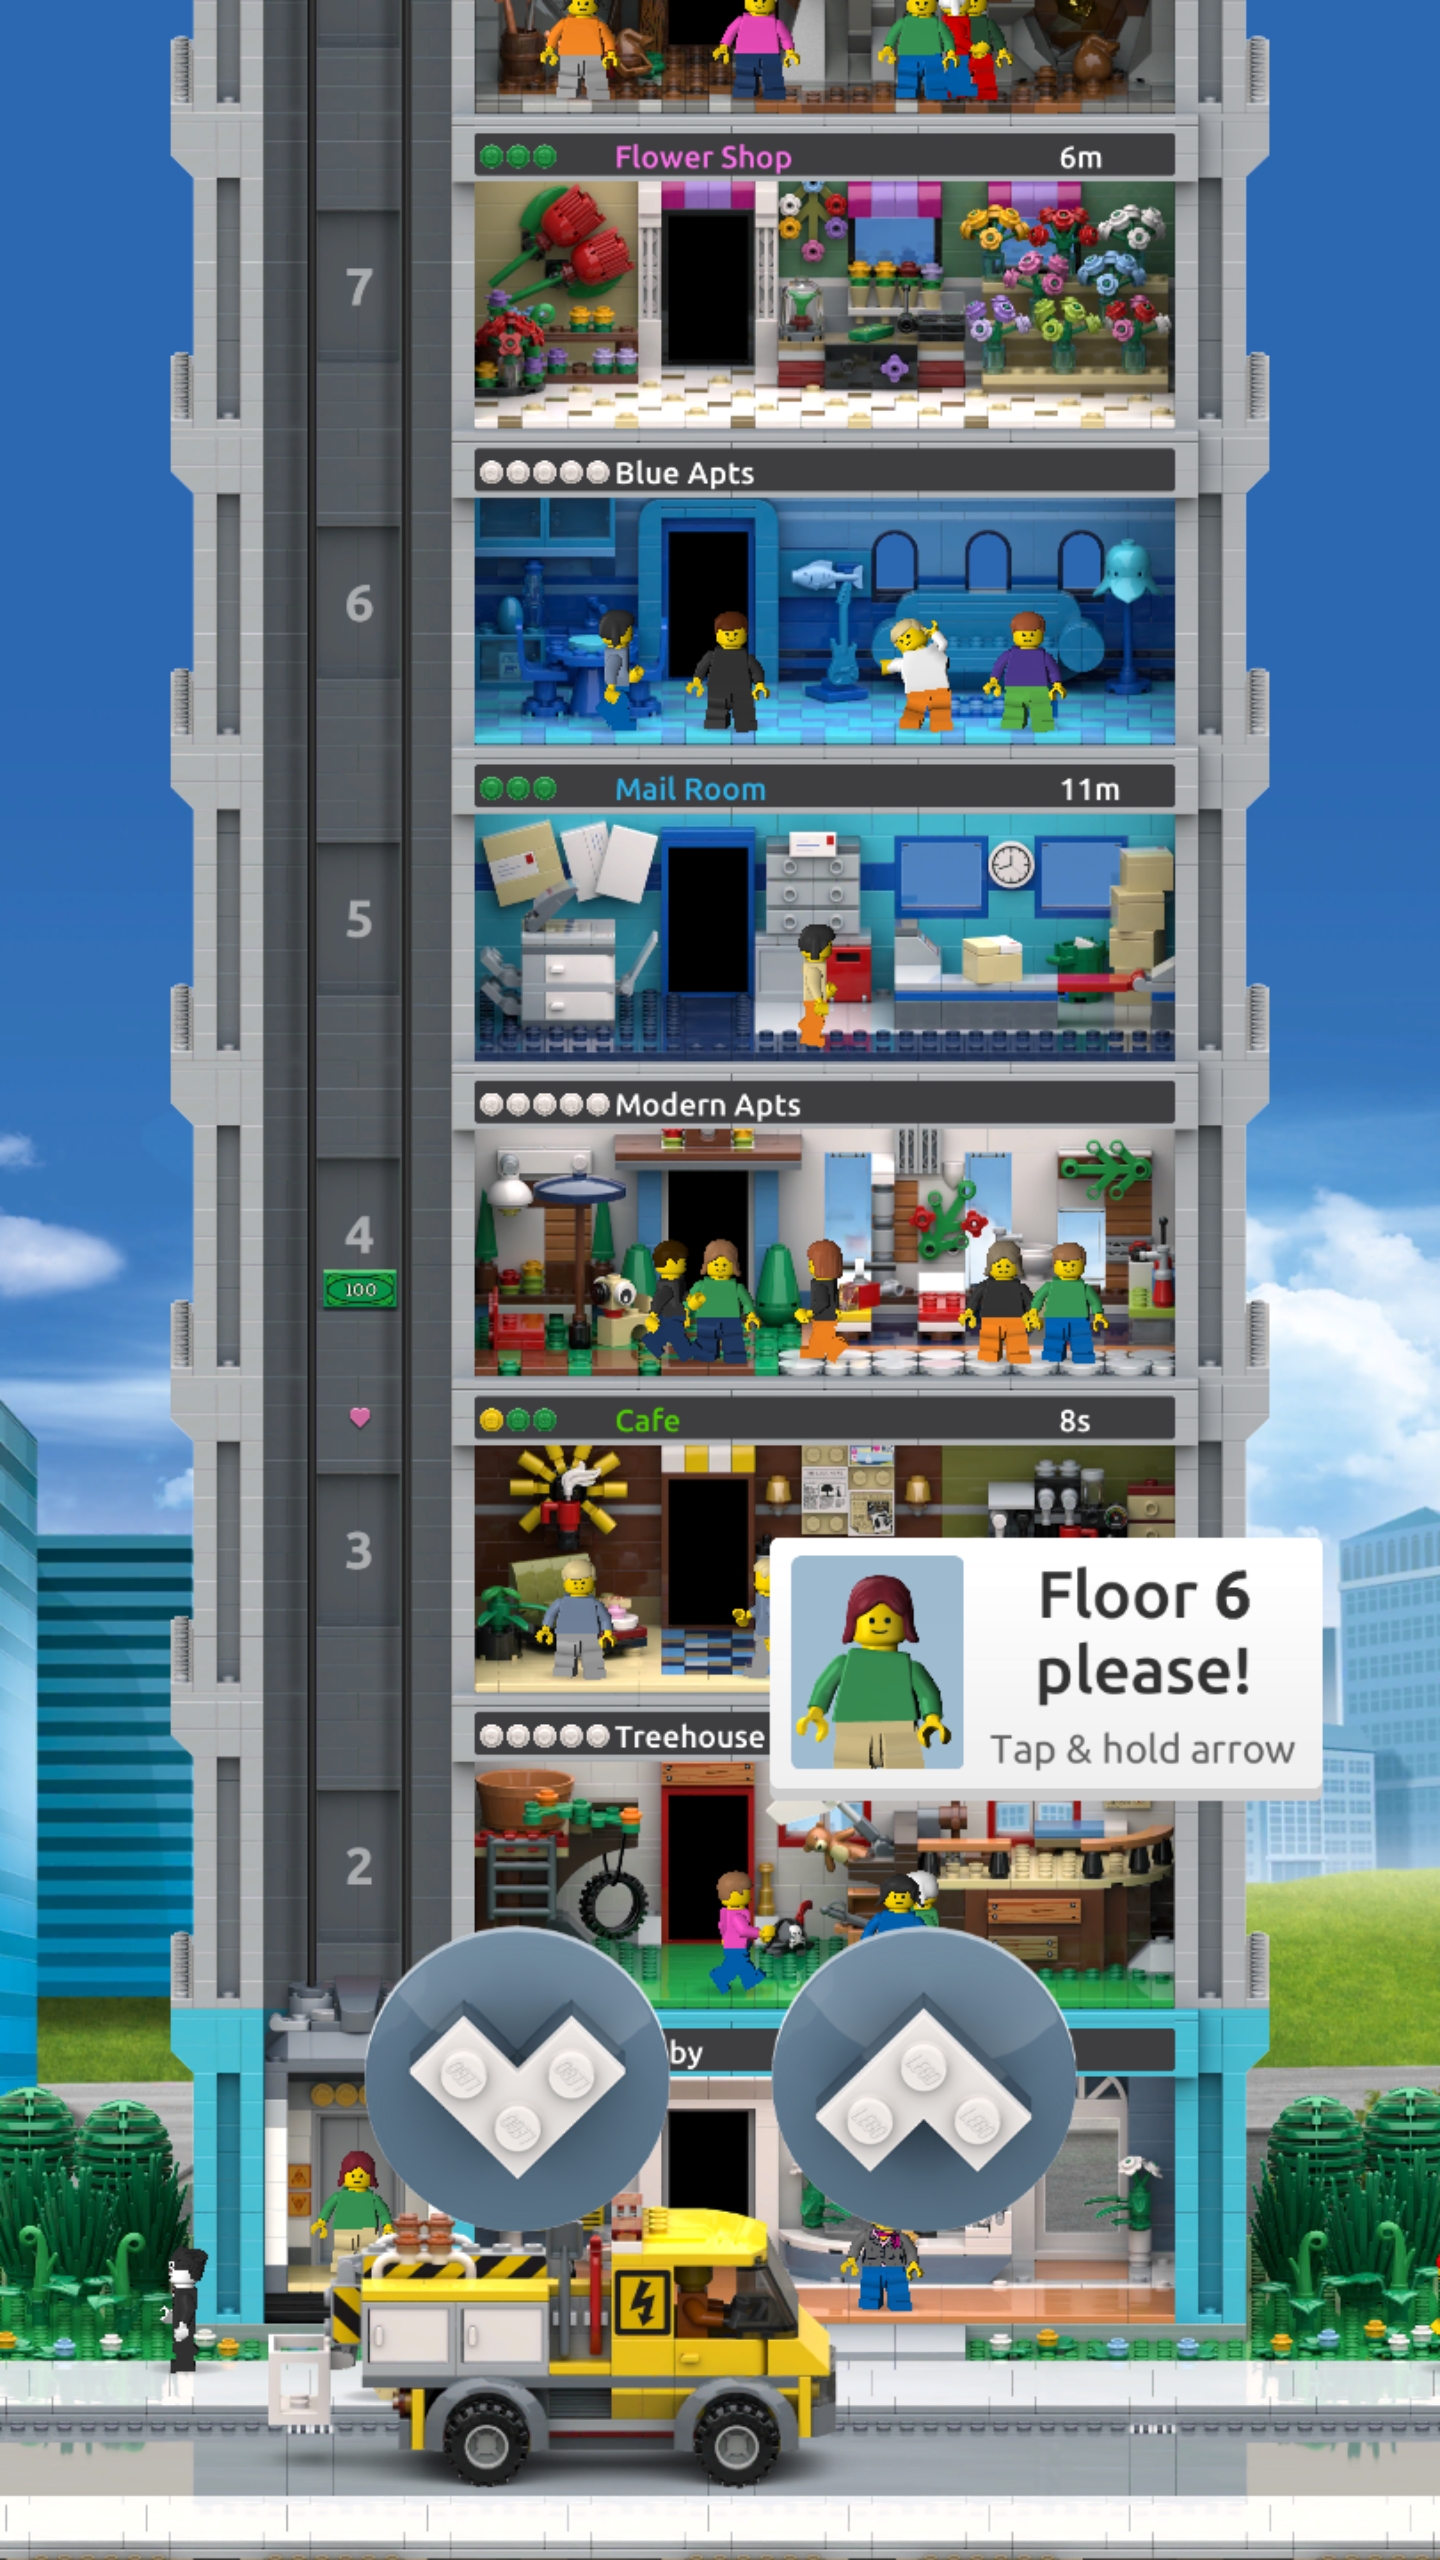 Flower Shop 6m
7
Blue Apts
6
Mail Room 11m
5
Modern Apts
4
100
Cafe 8s
3
Floor 6
please!
Tap & hold arrow
Treehouse
2
by